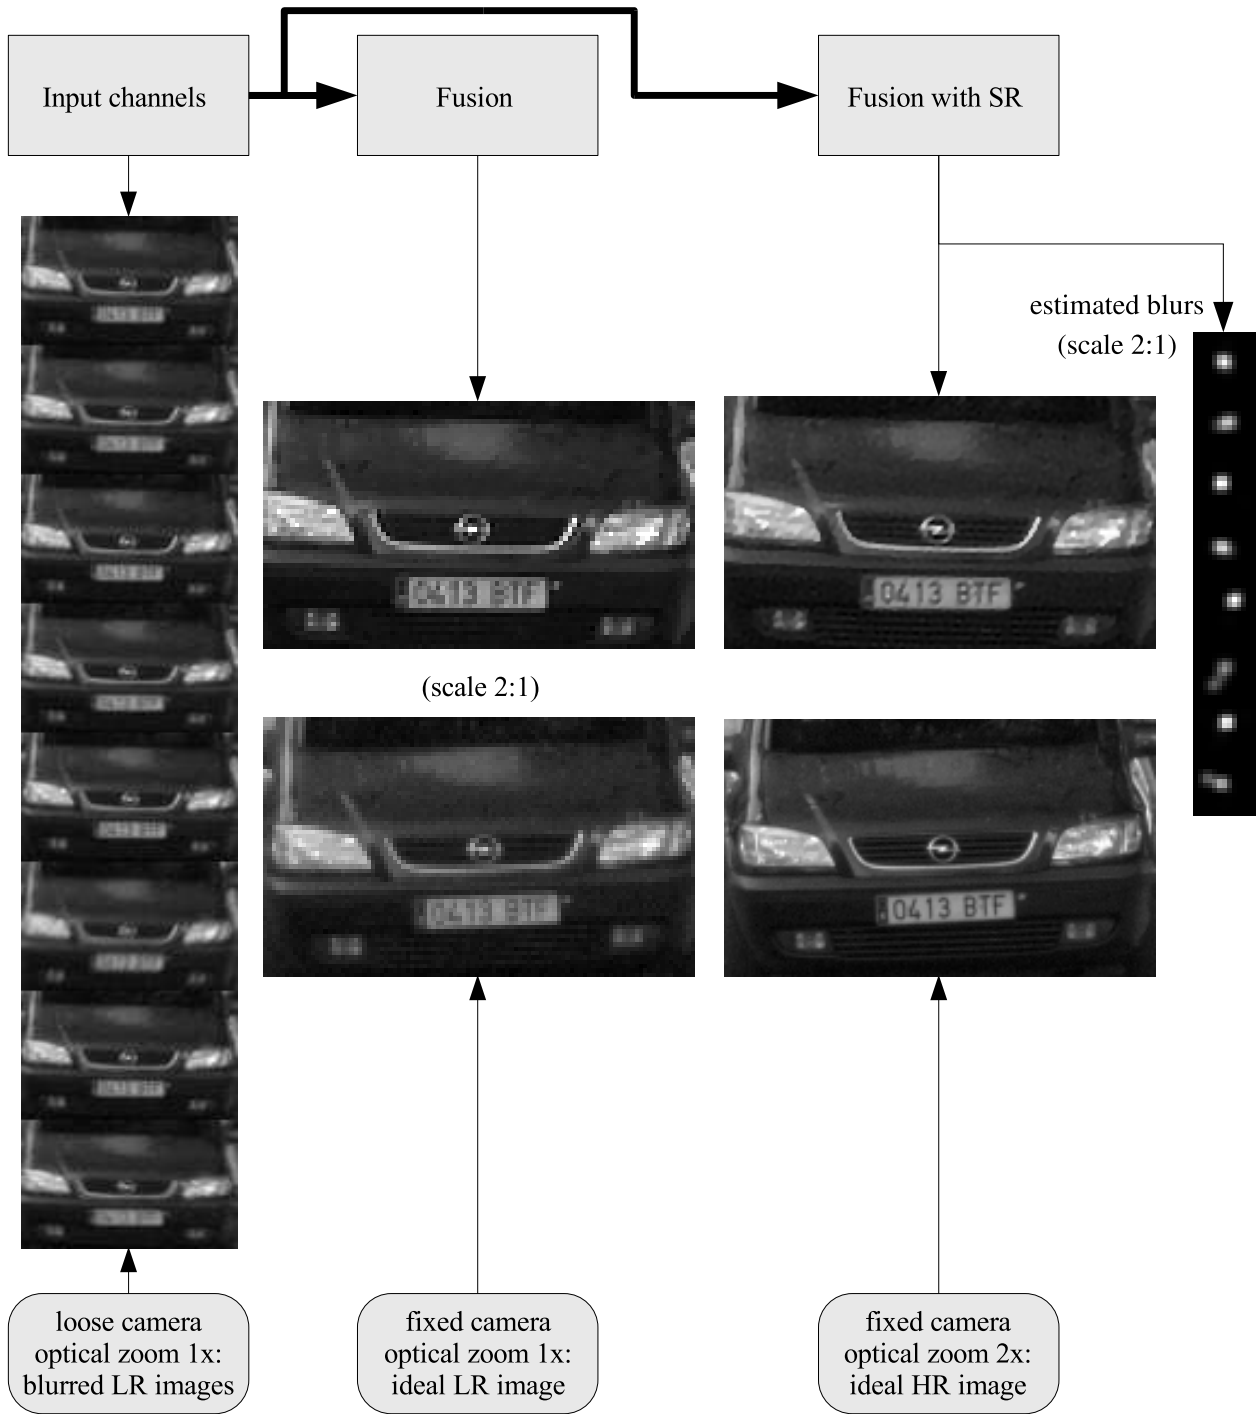 Input channels
Fusion
Fusion with SR
estimated blurs
(scale 2:1)
0413 BTF
0413 BTF
(scale 2:1)
0413 BTF
0413 BTF
loose camera
optical zoom 1x:
blurred LR images
fixed camera
optical zoom 1x:
ideal LR image
fixed camera
optical zoom 2x:
ideal HR image